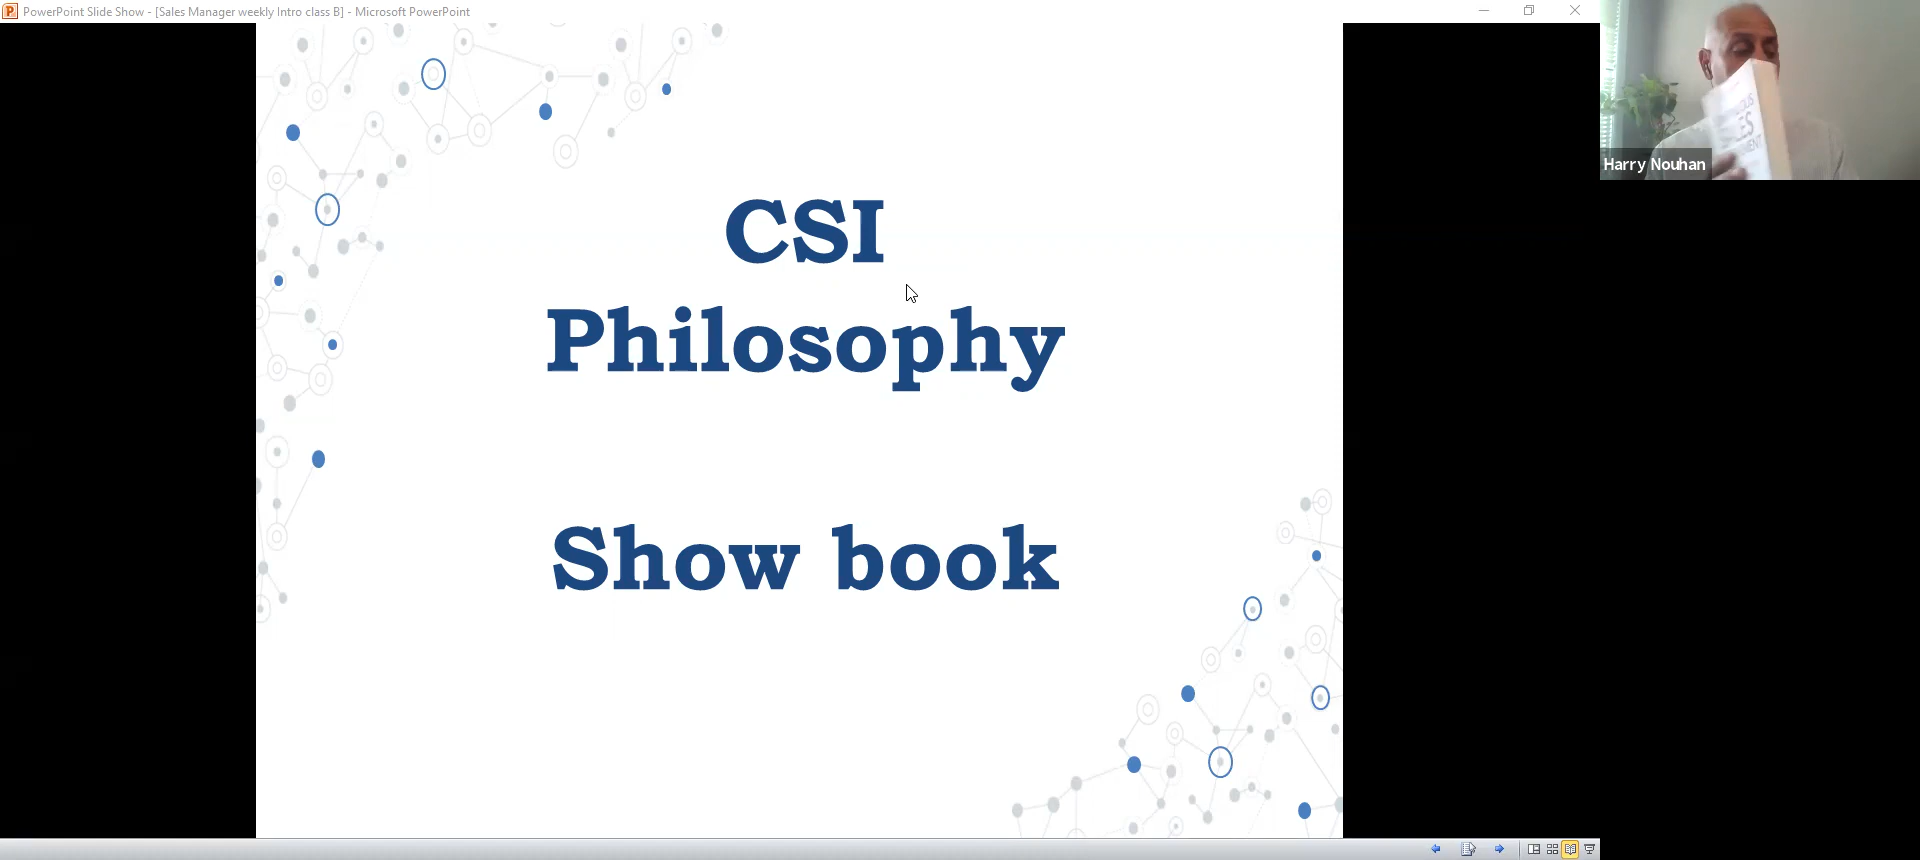 PowerPoint Slide Show - [Sales Manager weekly Intro class B] - Microsoft PowerPoint
CSI
Philosophy
Show book
Harry Nouhan